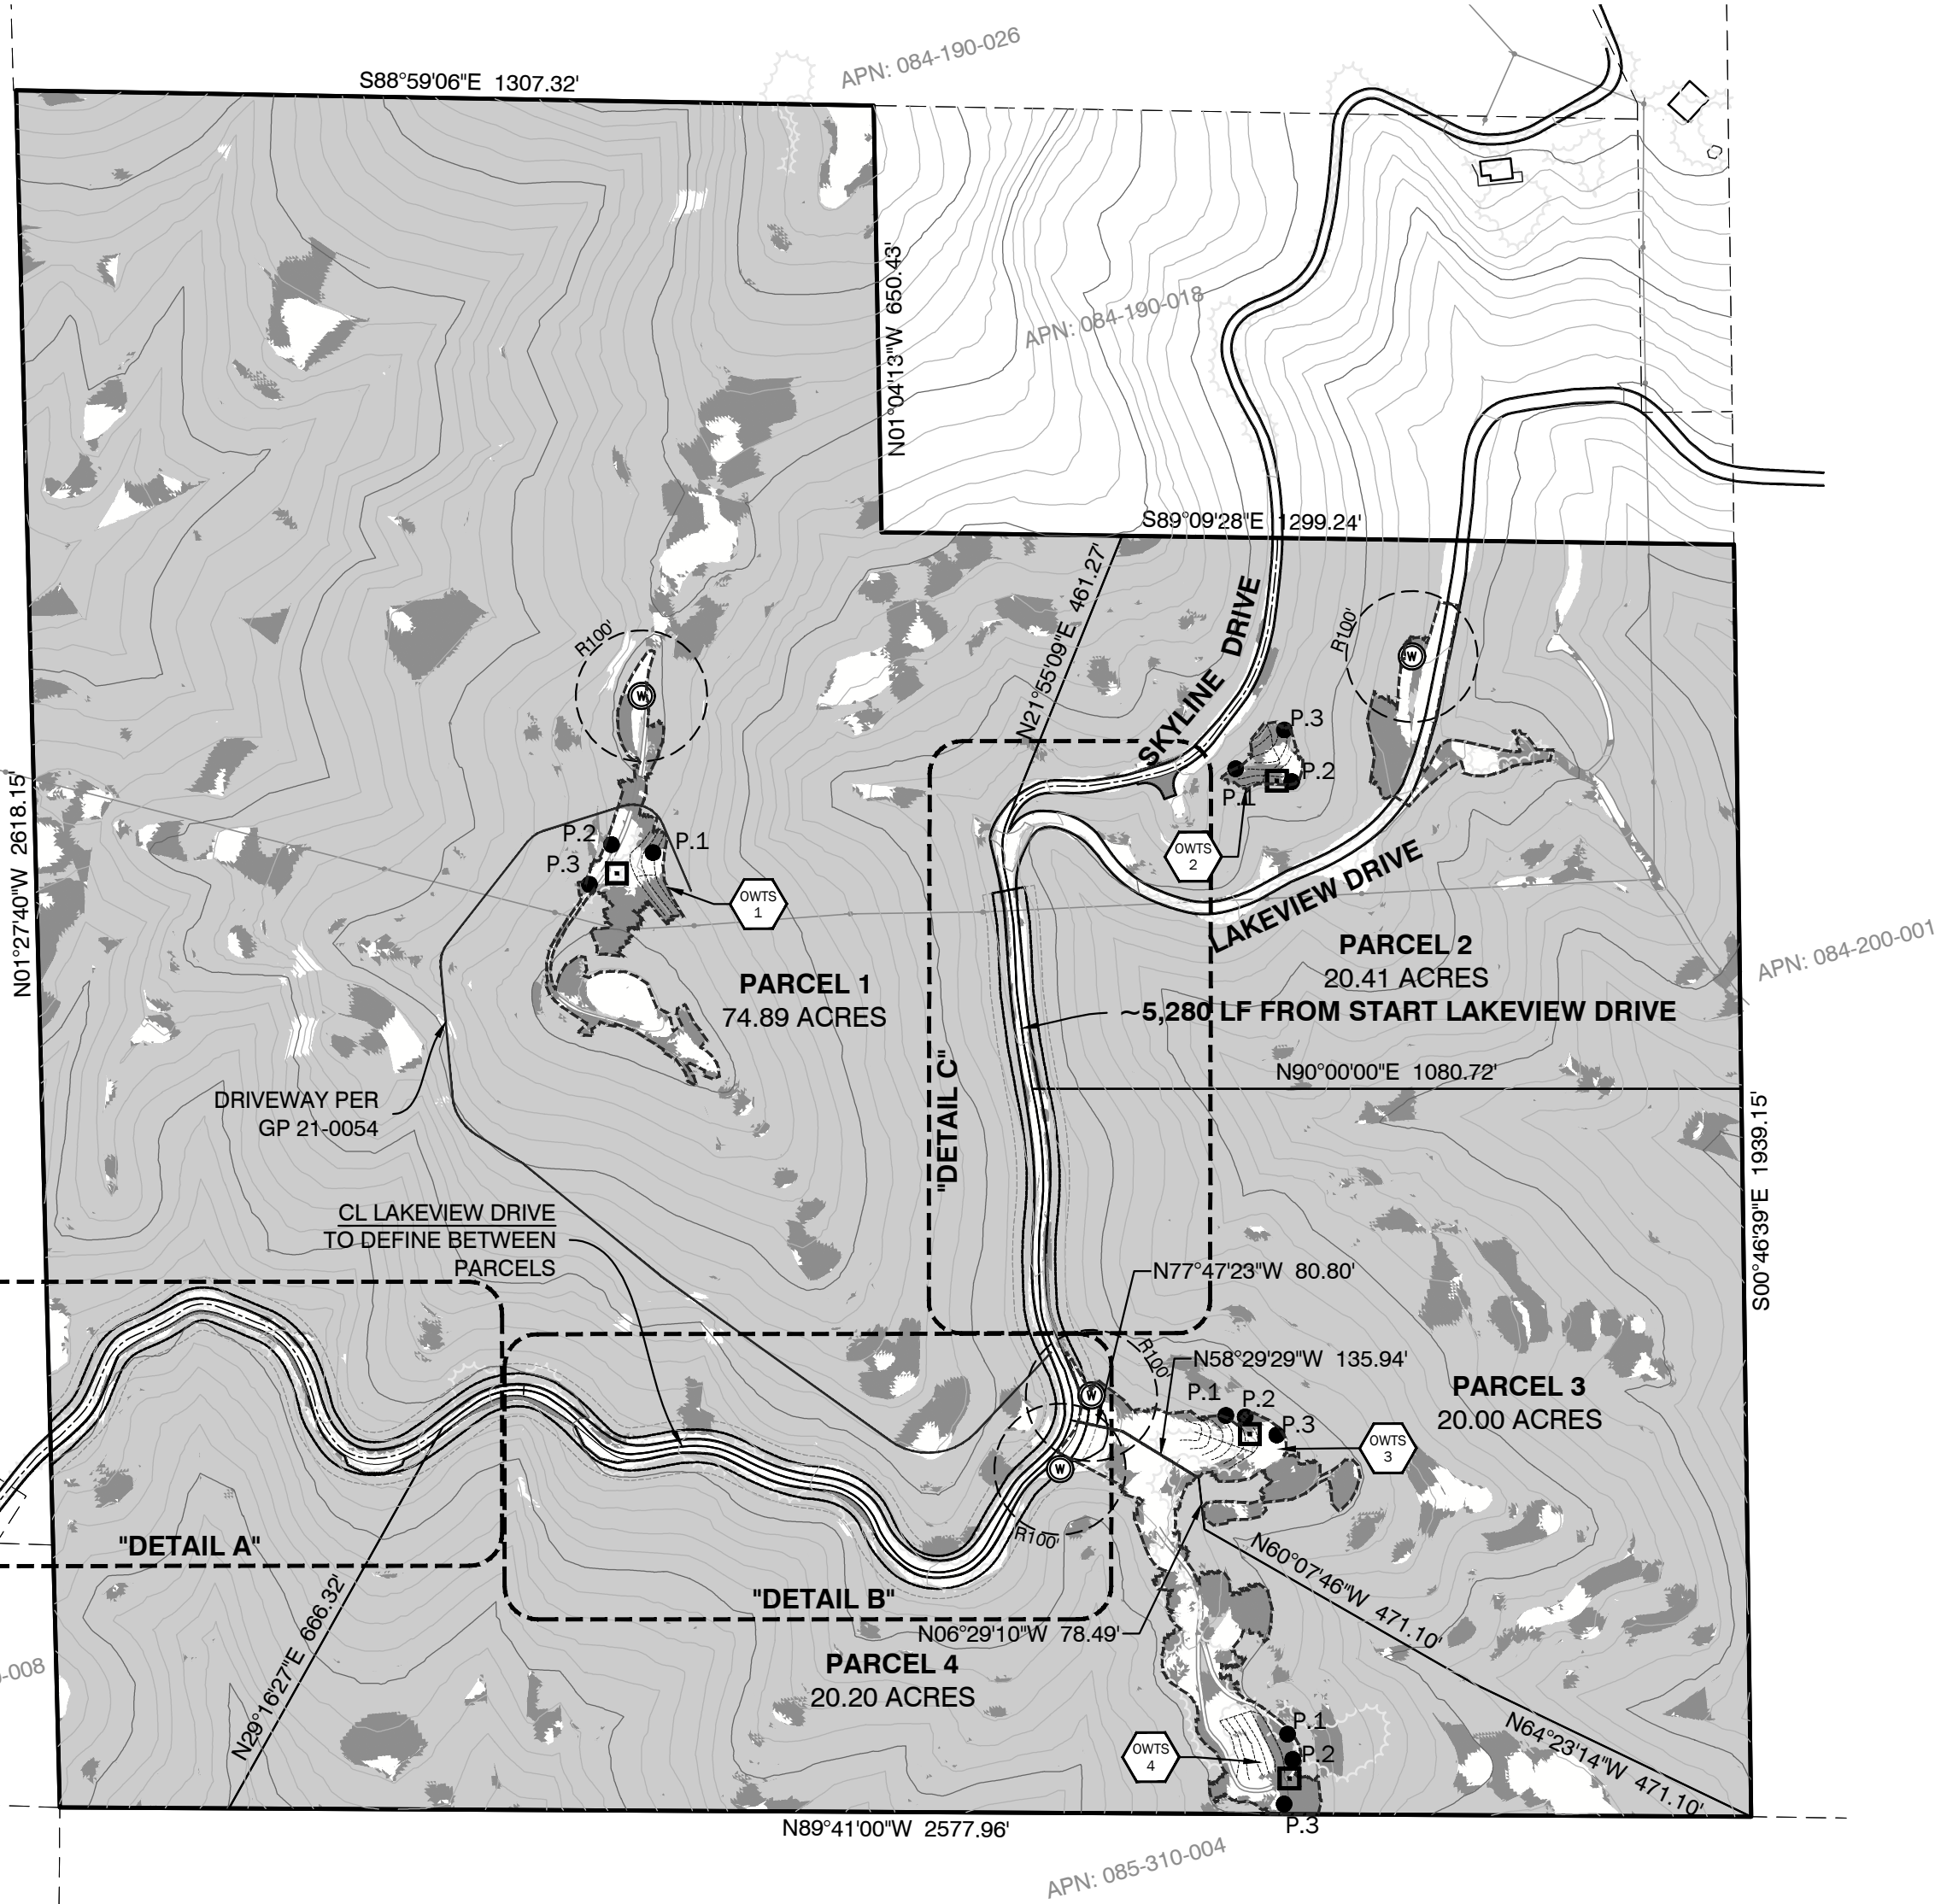 APN: 084-190-026
S88°59'06"E 1307.32'
N01°04'13"W 650.43'
APN: 084-190-018
S89°09'28"E 1299.24'
N21°55'09"E 461.27'
SKYLINE DRIVE
R100'
W
R100'
W
P.3
P.2
P.1
OWTS
2
P.2
P.1
P.3
OWTS
1
LAKEVIEW DRIVE
N01°27'40"W 2618.15'
PARCEL 1
74.89 ACRES
PARCEL 2
20.41 ACRES
APN: 084-200-001
~5,280 LF FROM START LAKEVIEW DRIVE
N90°00'00"E 1080.72'
"DETAIL C"
DRIVEWAY PER
GP 21-0054
S00°46'39"E 1939.15'
CL LAKEVIEW DRIVE
TO DEFINE BETWEEN
PARCELS
N77°47'23"W 80.80'
R100'
N58°29'29"W 135.94'
W
P.1
P.2
P.3
OWTS
3
PARCEL 3
20.00 ACRES
W
R100'
"DETAIL A"
"DETAIL B"
N60°07'46"W 471.10'
N06°29'10"W 78.49'
N29°16'27"E 666.32'
-008
PARCEL 4
20.20 ACRES
P.1
P.2
OWTS
4
P.3
N64°23'14"W 471.10'
N89°41'00"W 2577.96'
APN: 085-310-004